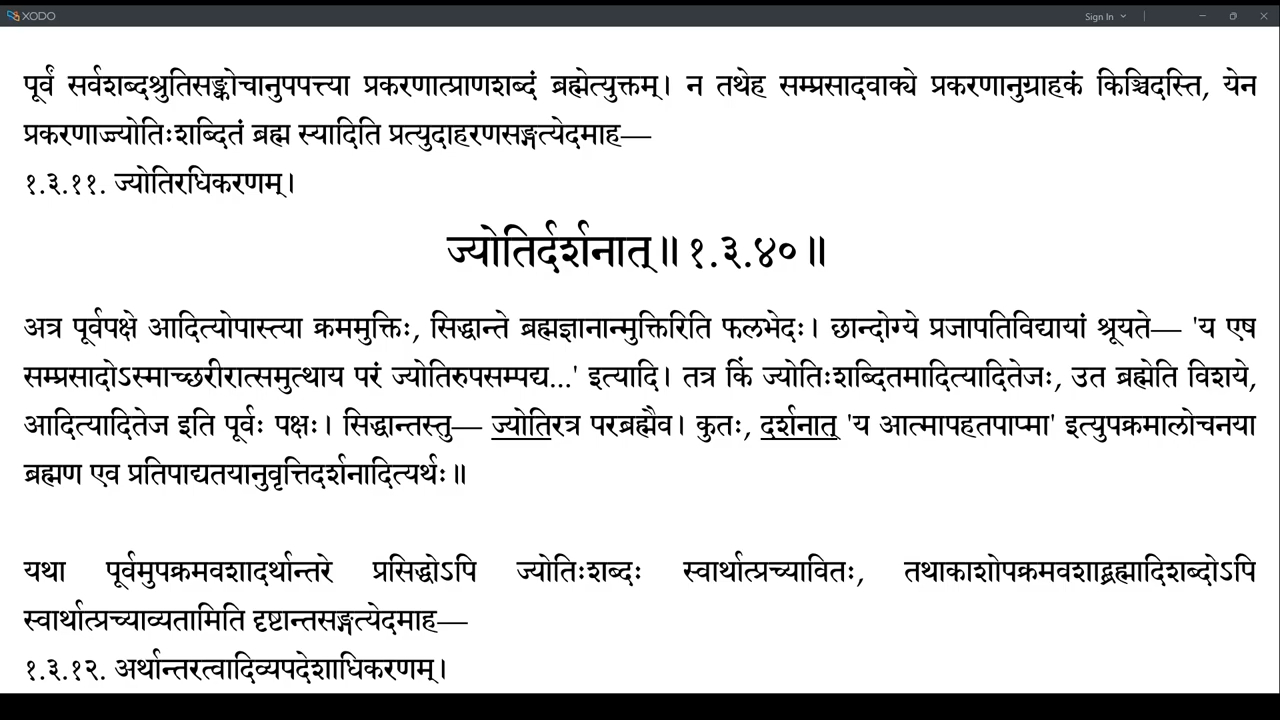 XODO
Sign In
पूर्वं सर्वशब्दश्रुतिसङ्कोचानुपपत्त्या प्रकरणात्प्राणशब्दं ब्रह्मेत्युक्तम्। न तथेह सम्प्रसादवाक्ये प्रकरणानुग्राहकं किञ्चिदस्ति, येन
प्रकरणाज्ज्योतिःशब्दितं ब्रह्म स्यादिति प्रत्युदाहरणसङ्गत्येदमाह—
१.३.११. ज्योतिरधिकरणम्।
ज्योतिर्दर्शनात्॥ १.३.४०॥
अत्र पूर्वपक्षे आदित्योपास्त्या क्रममुक्तिः, सिद्धान्ते ब्रह्मज्ञानान्मुक्तिरिति फलभेदः। छान्दोग्ये प्रजापतिविद्यायां श्रूयते— 'य एष
सम्प्रसादोऽस्माच्छरीरात्समुत्थाय परं ज्योतिरुपसम्पद्य...' इत्यादि। तत्र किं ज्योतिःशब्दितमादित्यादितेजः, उत ब्रह्मेति विशये,
आदित्यादितेज इति पूर्वः पक्षः। सिद्धान्तस्तु— ज्योतिरत्र परब्रह्मैव। कुतः, दर्शनात् 'य आत्मापहतपाप्मा' इत्युपक्रमालोचनया
ब्रह्मण एव प्रतिपाद्यतयानुवृत्तिदर्शनादित्यर्थः॥
यथा पूर्वमुपक्रमवशादर्थान्तरे प्रसिद्धोऽपि ज्योतिःशब्दः स्वार्थात्प्रच्यावितः, तथाकाशोपक्रमवशाद्ब्रह्मादिशब्दोऽपि
स्वार्थात्प्रच्याव्यतामिति दृष्टान्तसङ्गत्येदमाह—
१.३.१२. अर्थान्तरत्वादिव्यपदेशाधिकरणम्।